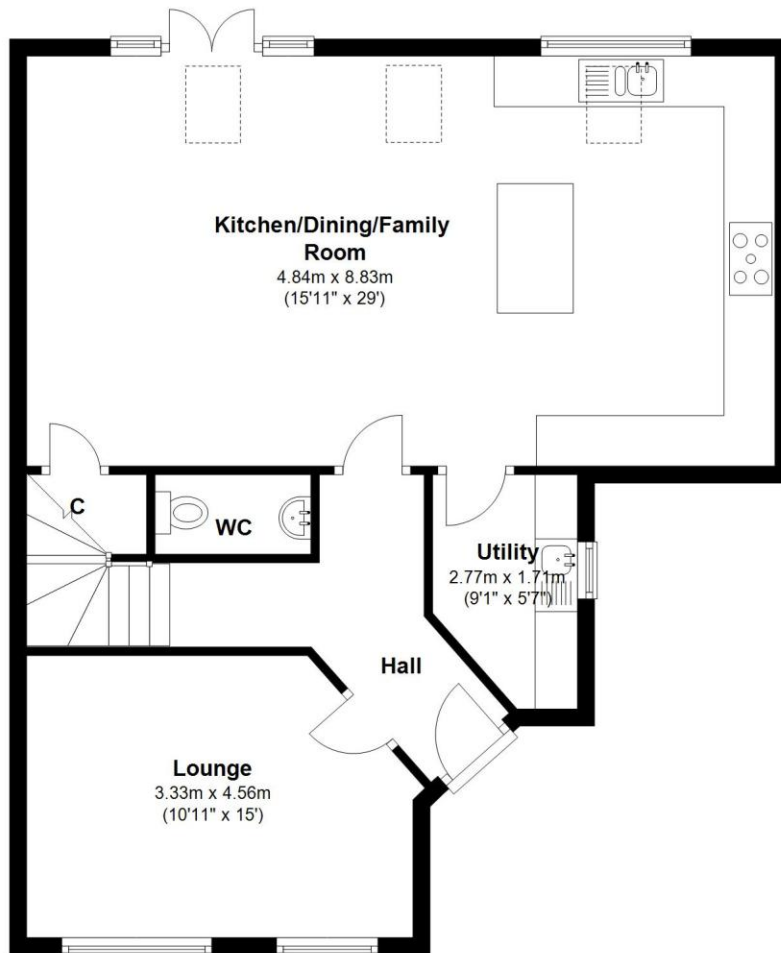 Kitchen/Dining/Family
Room
4.84m x 8.83m
(15'11" x 29')
C
WC
Utility
2.77m x 1.71m
(9'1" x 5'7")
Hall
Lounge
3.33m x 4.56m
(10'11" x 15')